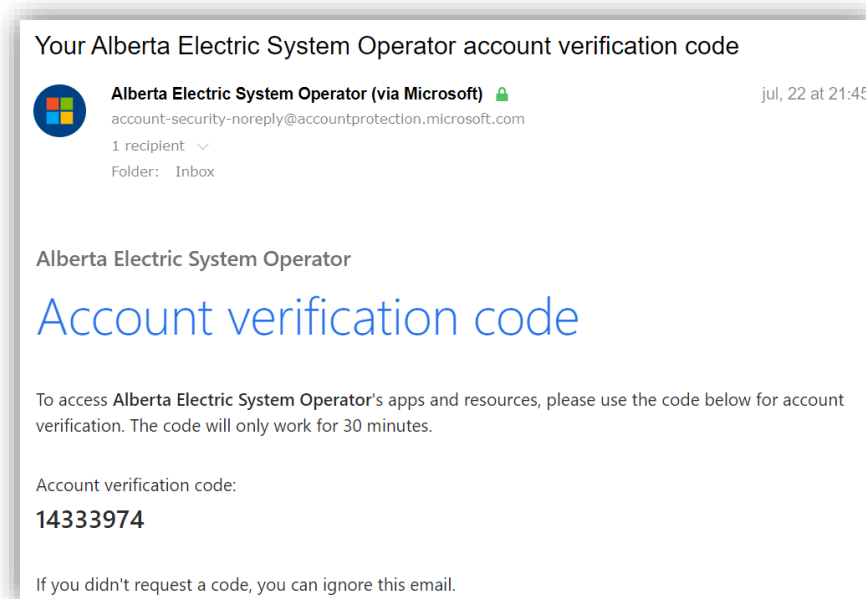 Your Alberta Electric System Operator account verification code
Alberta Electric System Operator (via Microsoft)
jul, 22 at 21:45
account-security-noreply@accountprotection.microsoft.com
1 recipient
Folder: Inbox
Alberta Electric System Operator
Account verification code
To access Alberta Electric System Operator's apps and resources, please use the code below for account
verification. The code will only work for 30 minutes.
Account verification code:
14333974
If you didn't request a code, you can ignore this email.